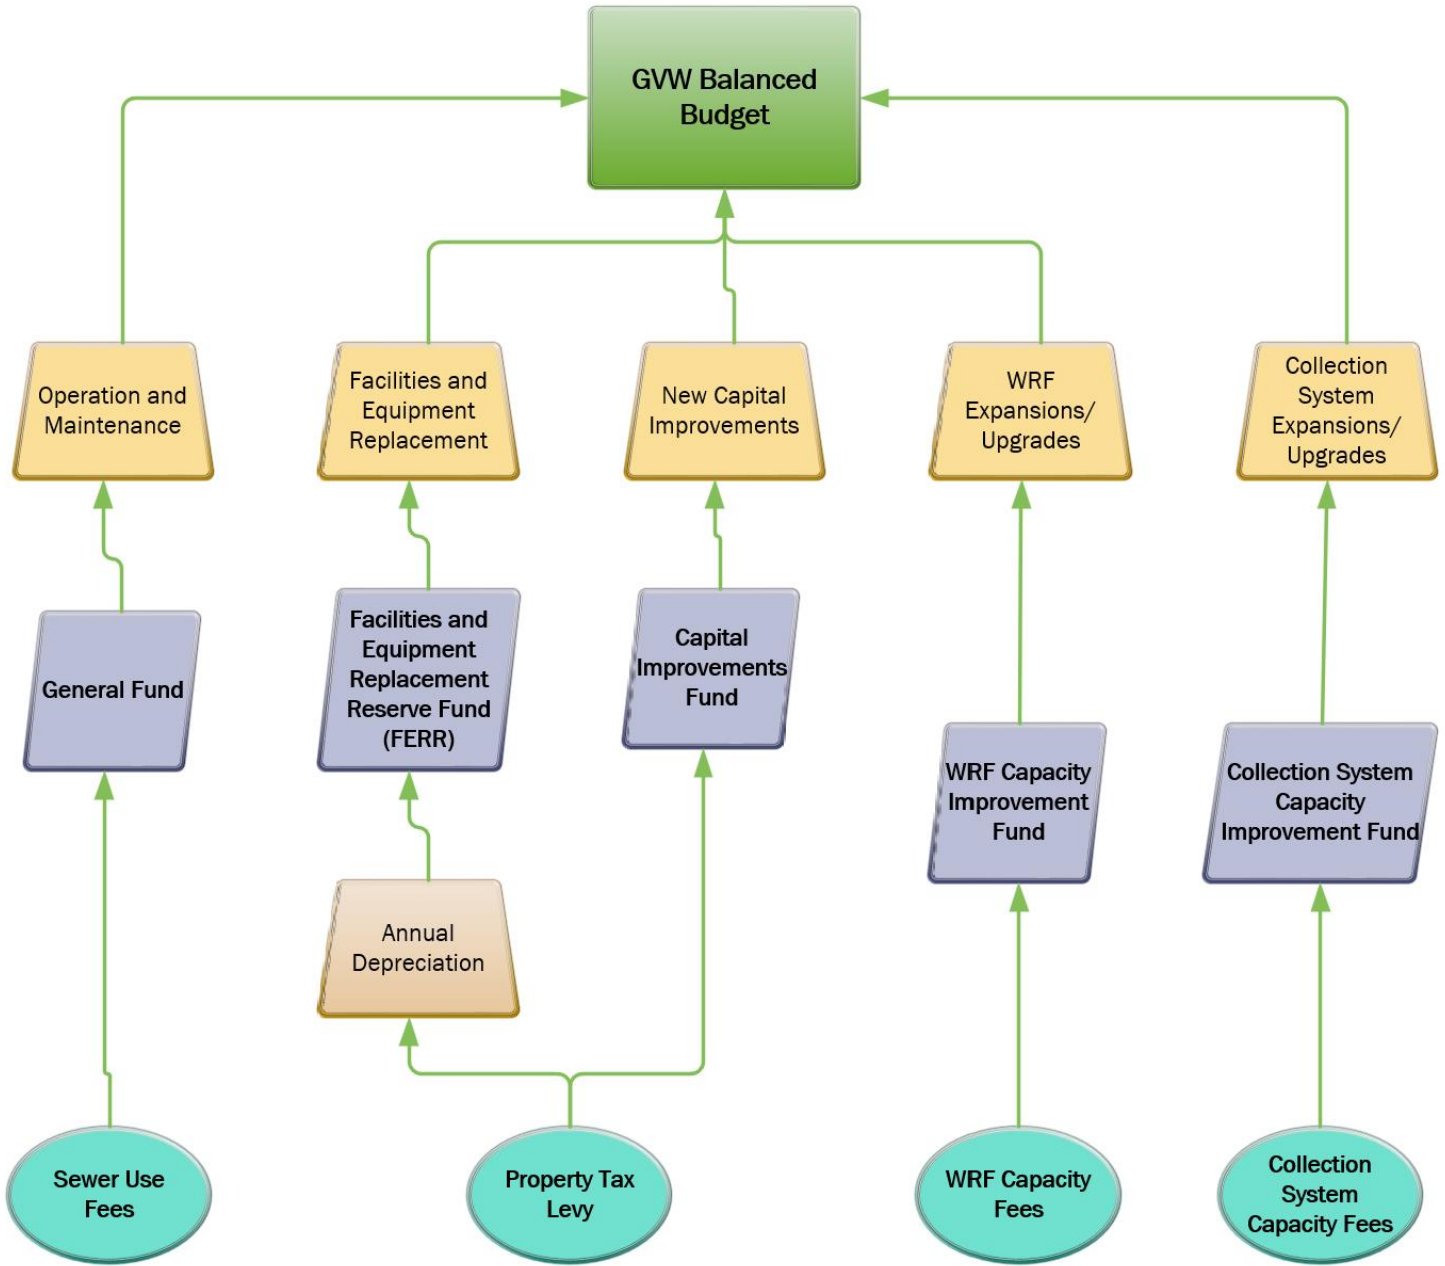 GVW Balanced
Budget
Operation and
Maintenance
Facilities and
Equipment
Replacement
New Capital
Improvements
WRF
Expansions/
Upgrades
Collection
System
Expansions/
Upgrades
General Fund
Facilities and
Equipment
Replacement
Reserve Fund
(FERR)
Capital
Improvements
Fund
WRF Capacity
Improvement
Fund
Collection System
Capacity
Improvement Fund
Annual
Depreciation
Sewer Use
Fees
Property Tax
Levy
WRF Capacity
Fees
Collection
System
Capacity Fees